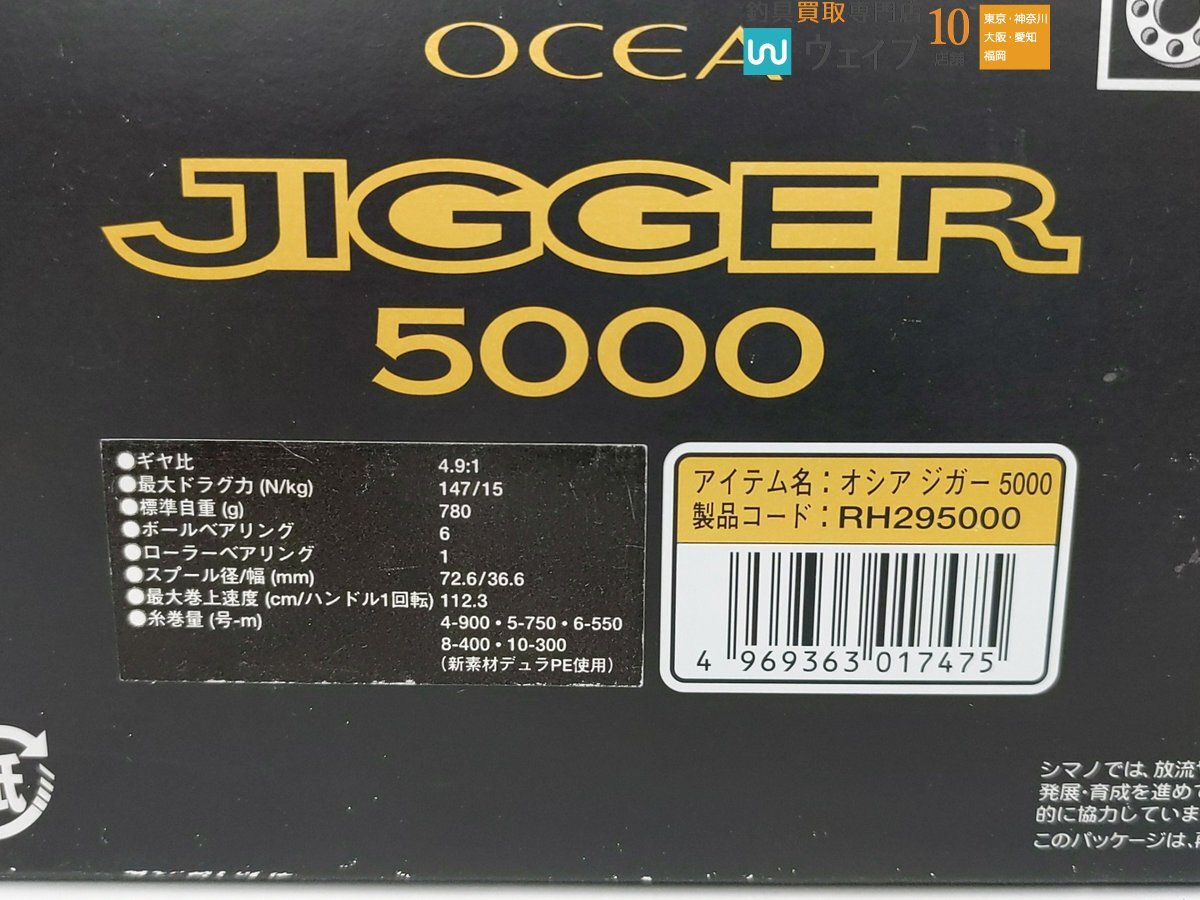 釣具買取専門店
ウェイブ
10
店舗
東京・神奈川
大阪・愛知
福岡
OCEA
JIGGER
5000
●ギヤ比 4.9:1
●最大ドラグ力 (N/kg) 147/15
●標準自重 (g) 780
●ボールベアリング 6
●ローラーベアリング 1
●スプール径/幅 (mm) 72.6/36.6
●最大巻上速度 (cm/ハンドル1回転) 112.3
●糸巻量 (号-m) 4-900・5-750・6-550
8-400・10-300
(新素材デュラPE使用)
アイテム名：オシア ジガー 5000
製品コード：RH295000
4 969363 017475
紙
シマノでは、放流
発展・育成を進めて
的に協力していま
このパッケージは、